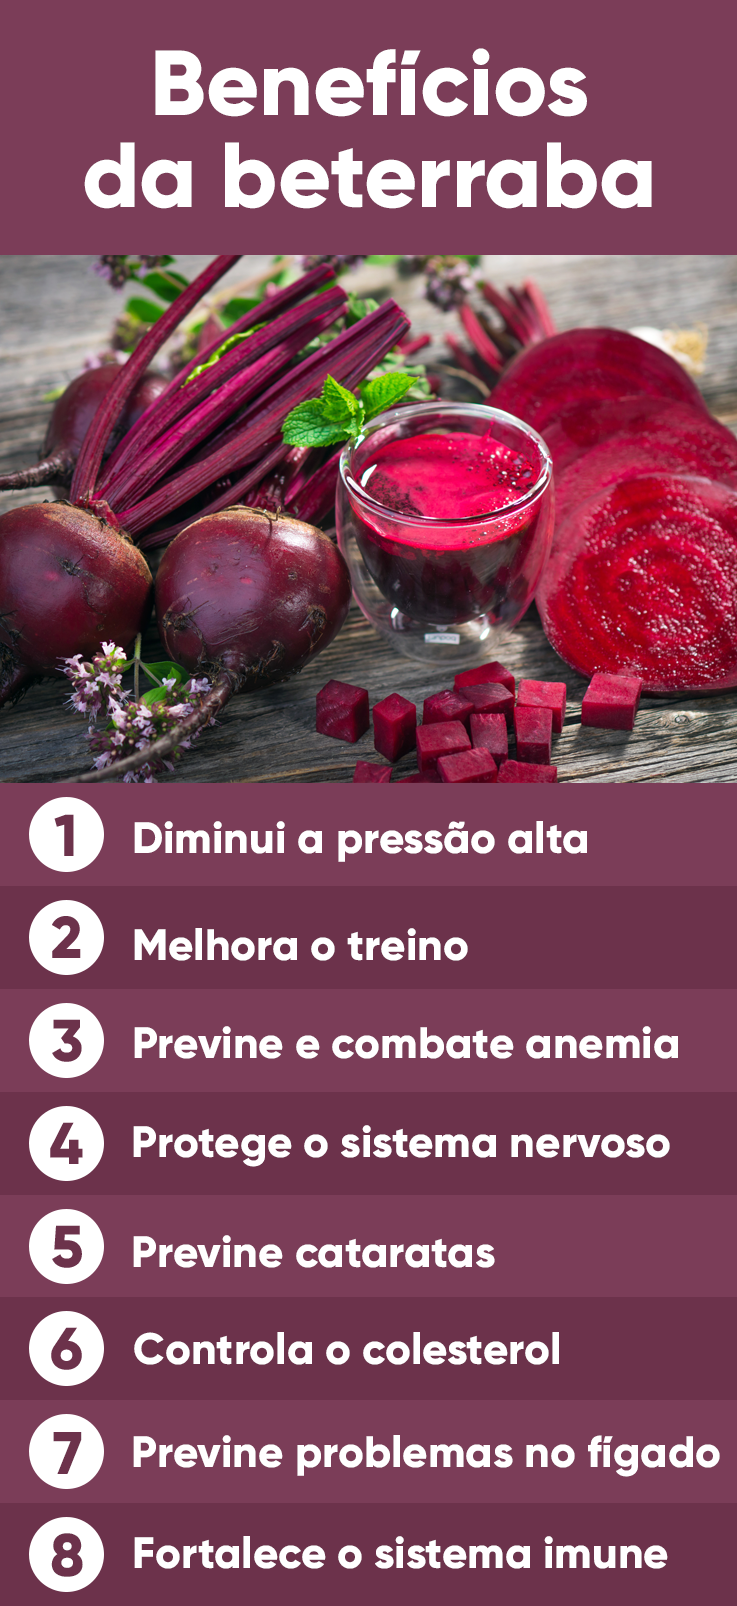 Benefícios
da beterraba
1 Diminui a pressão alta
2 Melhora o treino
3 Previne e combate anemia
4 Protege o sistema nervoso
5 Previne cataratas
6 Controla o colesterol
7 Previne problemas no fígado
8 Fortalece o sistema imune